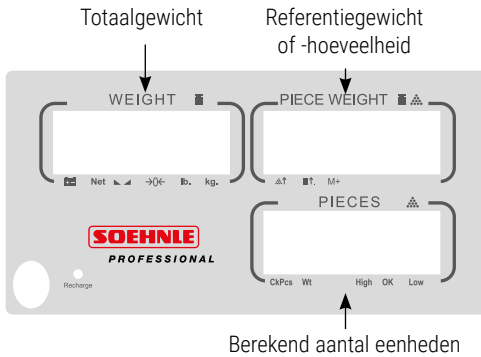 Totaalgewicht
Referentiegewicht
of -hoeveelheid
WEIGHT
PIECE WEIGHT
Net →0← lb. kg.
M+
PIECES
SOEHNLE
PROFESSIONAL
Recharge
CkPcs Wt High OK Low
Berekend aantal eenheden